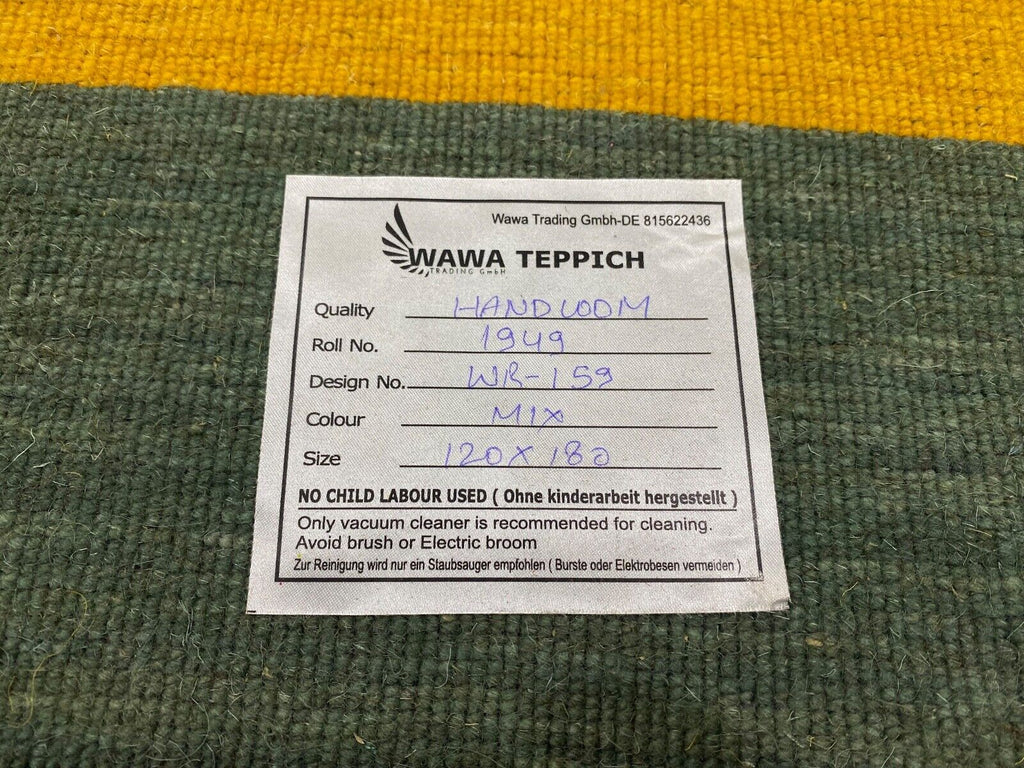 Wawa Trading Gmbh-DE 815622436
WAWA TEPPICH
TRADING GmbH
Quality HANDLOOM
Roll No. 1949
Design No. WR-159
Colour MIX
Size 120 X 180
NO CHILD LABOUR USED ( Ohne kinderarbeit hergestellt )
Only vacuum cleaner is recommended for cleaning.
Avoid brush or Electric broom
Zur Reinigung wird nur ein Staubsauger empfohlen ( Burste oder Elektrobesen vermeiden )